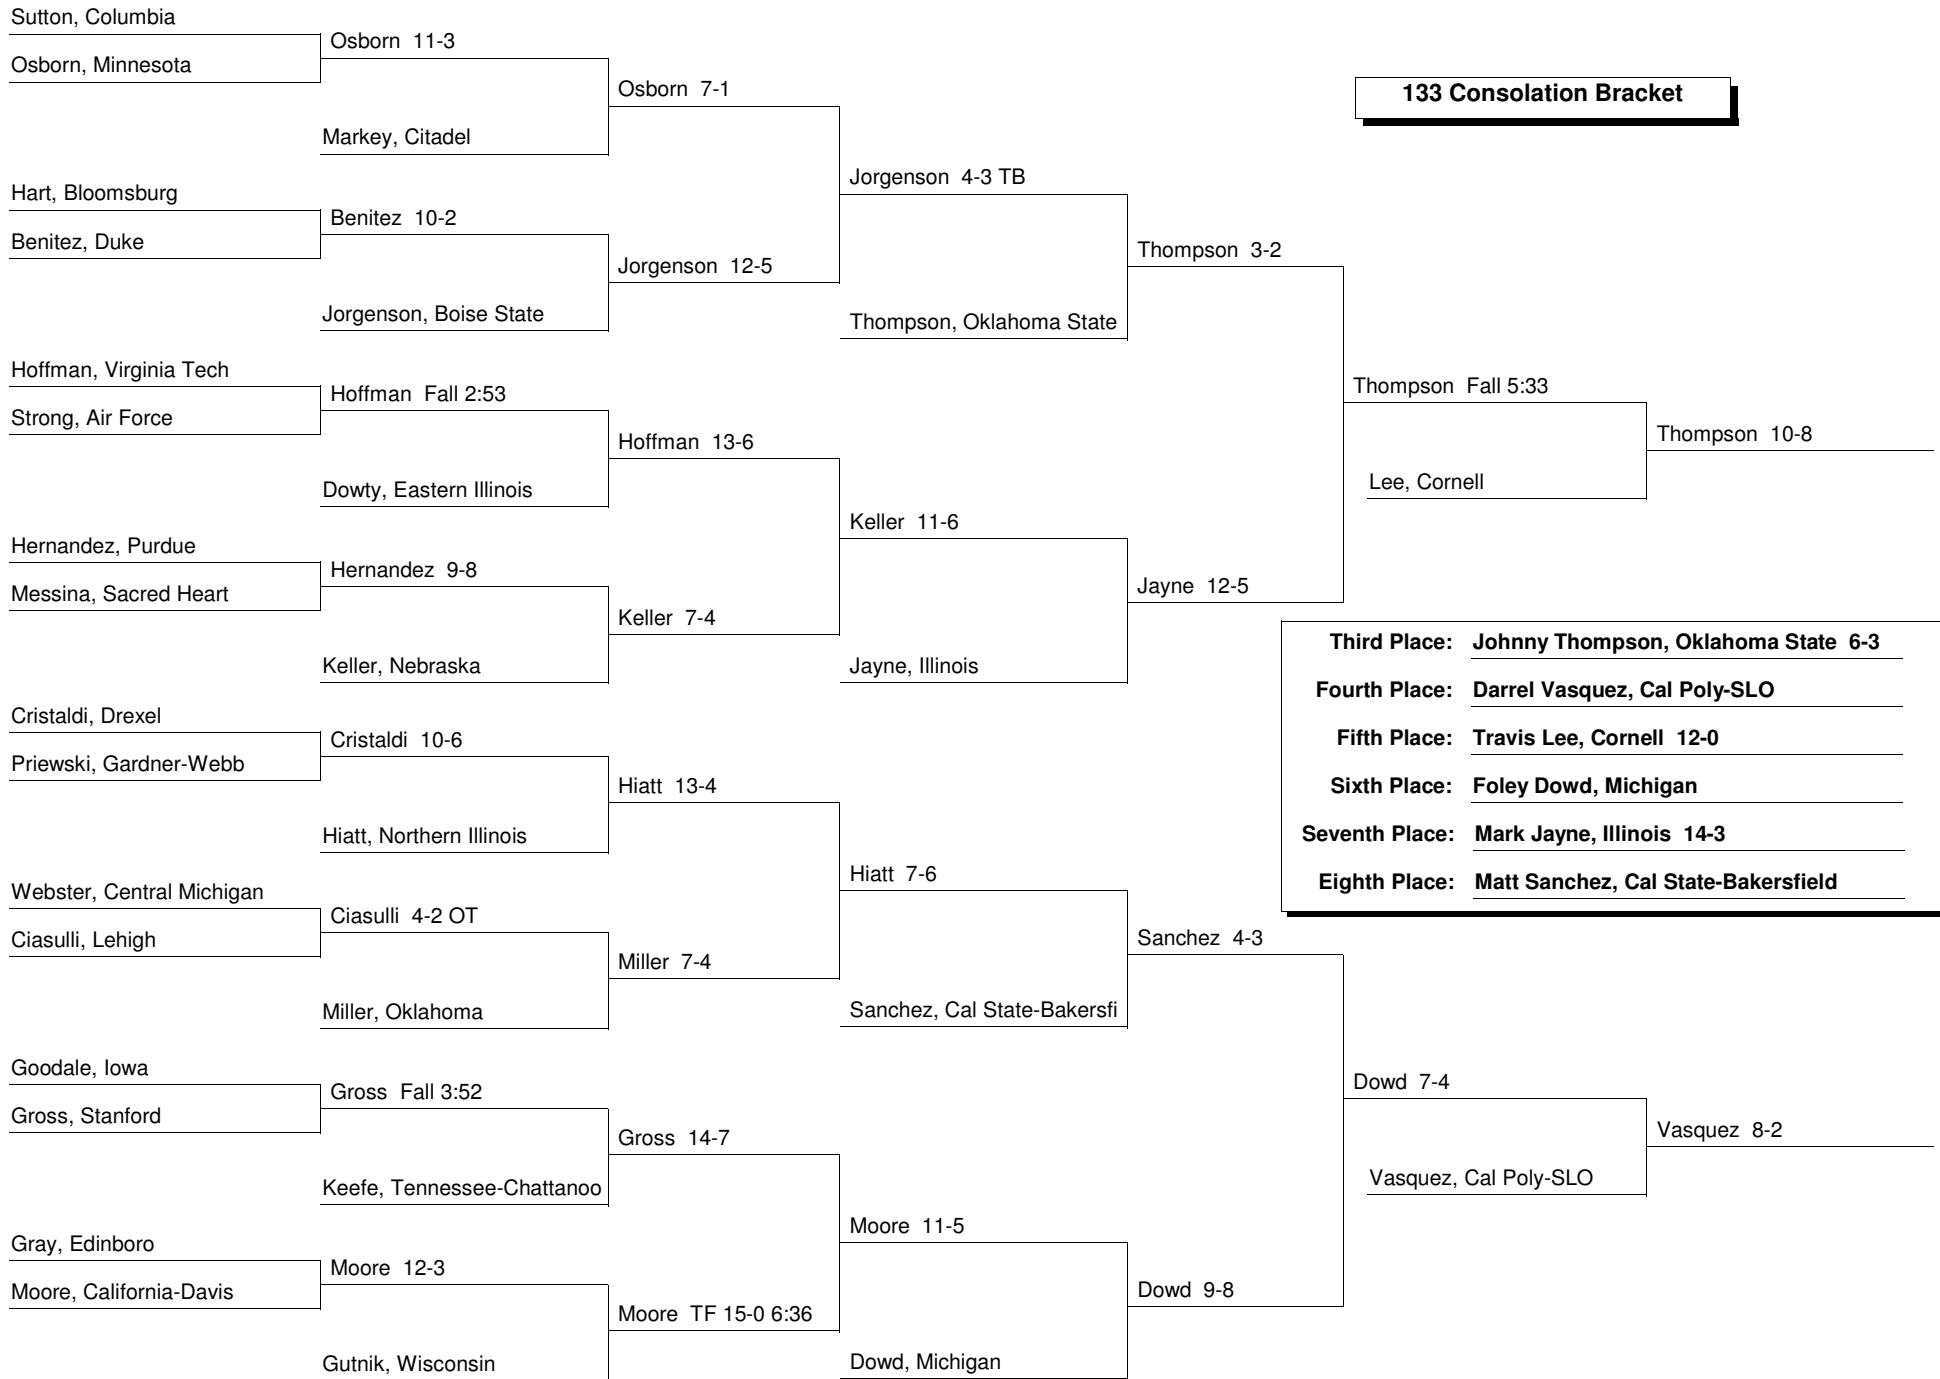 Sutton, Columbia
Osborn 11-3
Osborn, Minnesota
Osborn 7-1
133 Consolation Bracket
Markey, Citadel
Jorgenson 4-3 TB
Hart, Bloomsburg
Benitez 10-2
Benitez, Duke
Thompson 3-2
Jorgenson 12-5
Jorgenson, Boise State
Thompson, Oklahoma State
Hoffman, Virginia Tech
Thompson Fall 5:33
Hoffman Fall 2:53
Strong, Air Force
Thompson 10-8
Hoffman 13-6
Lee, Cornell
Dowty, Eastern Illinois
Keller 11-6
Hernandez, Purdue
Hernandez 9-8
Jayne 12-5
Messina, Sacred Heart
Keller 7-4
Keller, Nebraska
Jayne, Illinois
Third Place: Johnny Thompson, Oklahoma State 6-3
Fourth Place: Darrel Vasquez, Cal Poly-SLO
Fifth Place: Travis Lee, Cornell 12-0
Sixth Place: Foley Dowd, Michigan
Seventh Place: Mark Jayne, Illinois 14-3
Eighth Place: Matt Sanchez, Cal State-Bakersfield
Cristaldi, Drexel
Cristaldi 10-6
Priewski, Gardner-Webb
Hiatt 13-4
Hiatt, Northern Illinois
Hiatt 7-6
Webster, Central Michigan
Ciasulli 4-2 OT
Ciasulli, Lehigh
Sanchez 4-3
Miller 7-4
Miller, Oklahoma
Sanchez, Cal State-Bakersfi
Goodale, Iowa
Dowd 7-4
Gross Fall 3:52
Gross, Stanford
Vasquez 8-2
Gross 14-7
Vasquez, Cal Poly-SLO
Keefe, Tennessee-Chattanoo
Moore 11-5
Gray, Edinboro
Moore 12-3
Moore, California-Davis
Dowd 9-8
Moore TF 15-0 6:36
Gutnik, Wisconsin
Dowd, Michigan